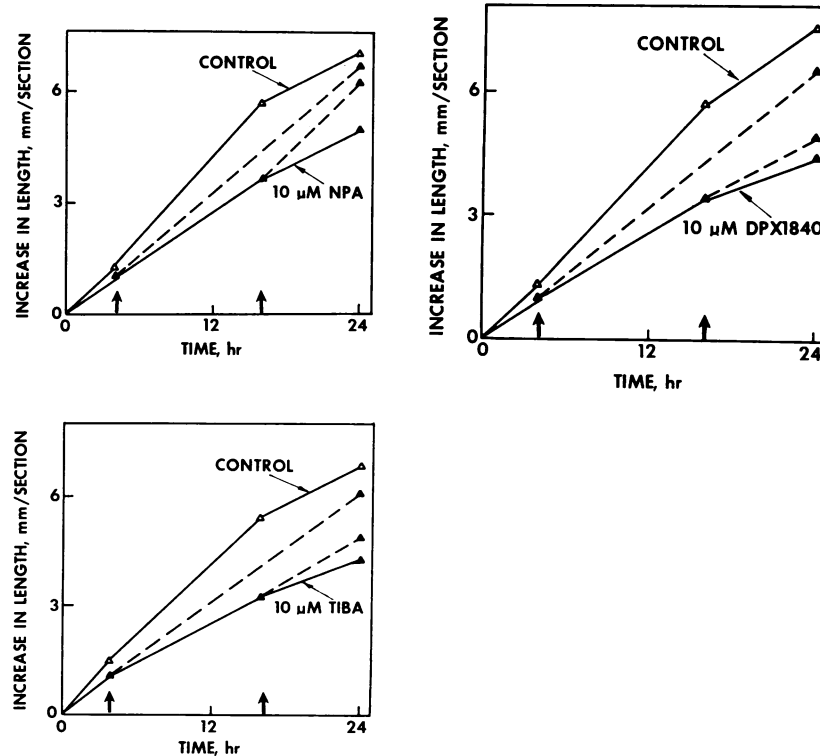 INCREASE IN LENGTH, mm/SECTION
6
3
0
CONTROL
10 μM NPA
0
12
24
TIME, hr
INCREASE IN LENGTH, mm/SECTION
6
3
0
CONTROL
10 μM DPX1840
0
12
24
TIME, hr
INCREASE IN LENGTH, mm/SECTION
6
3
0
CONTROL
10 μM TIBA
0
12
24
TIME, hr